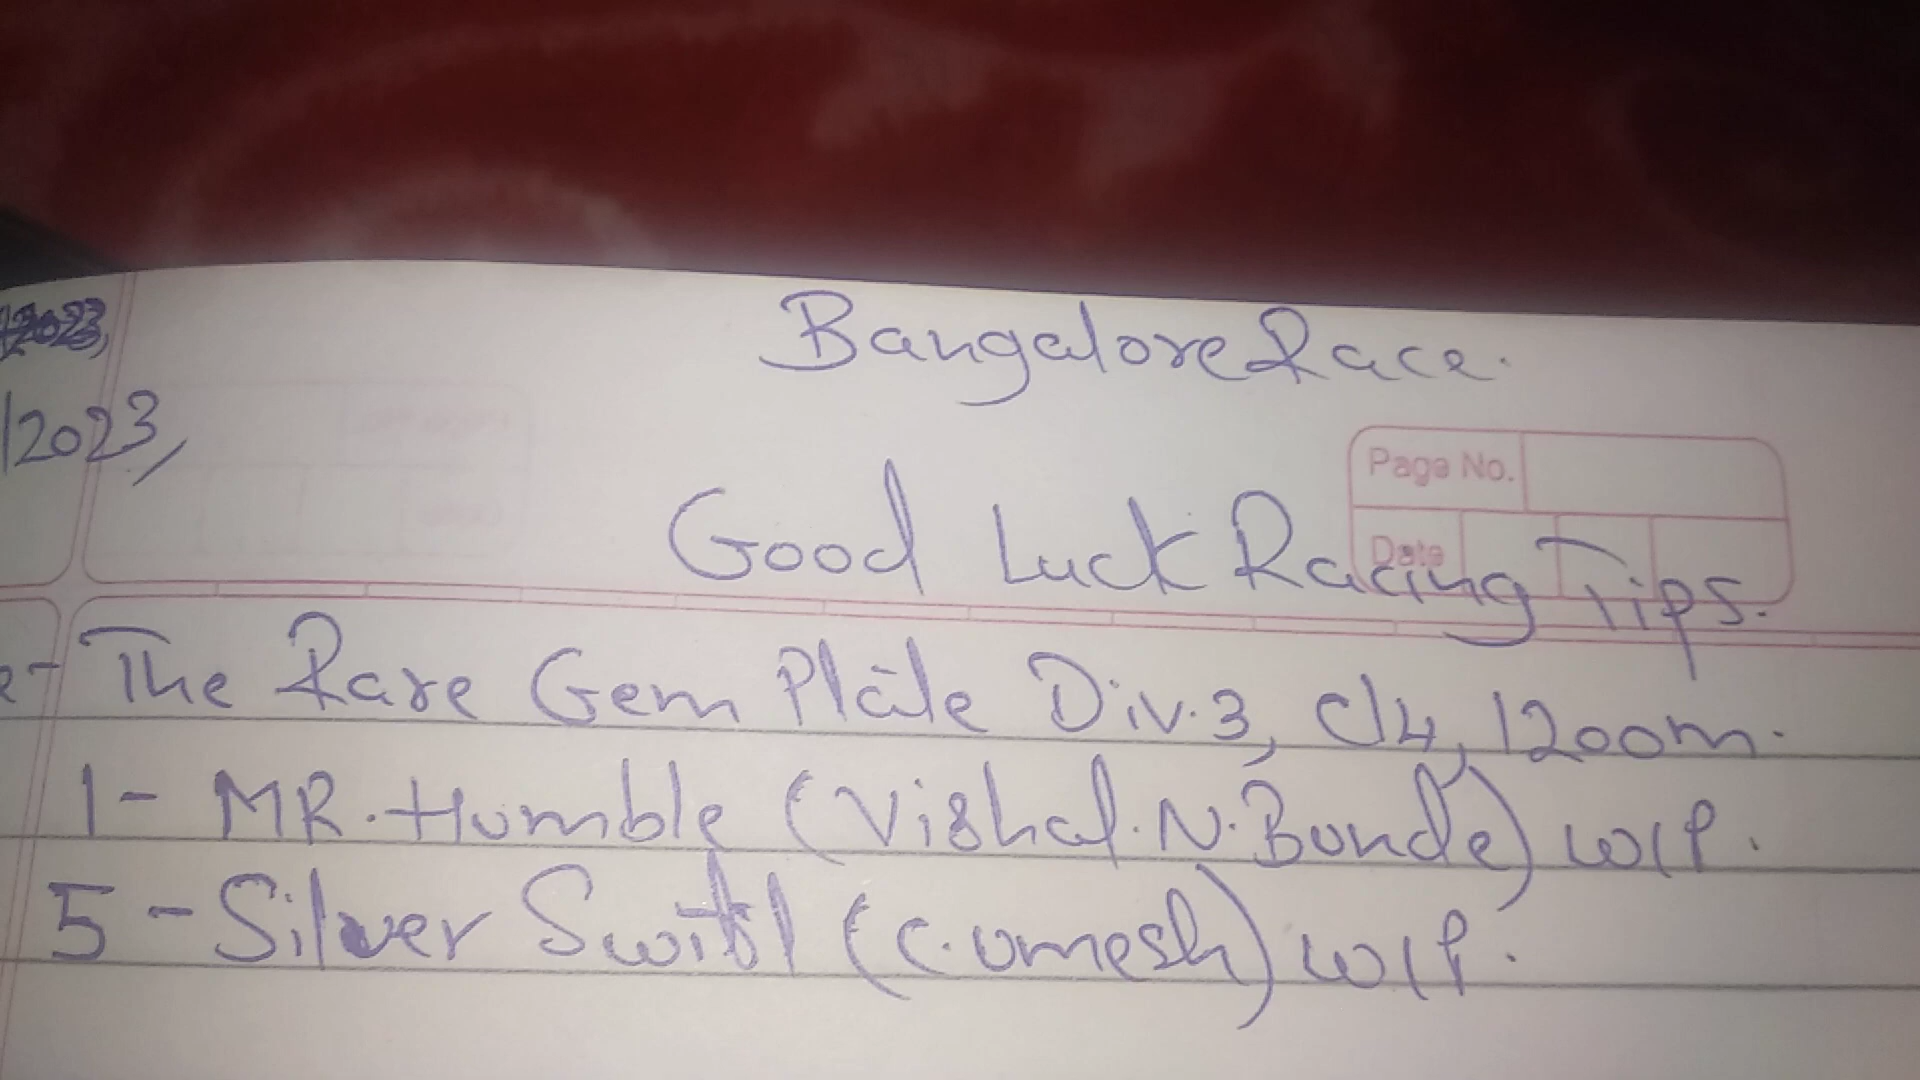 Bangalore Race.
/2023,
Page No.
Good Luck Racing Tips.
Date
The Rare Gem Plate Div.3, C/4, 1200m.
1- MR. Humble (Vishal.N.Bunde) W/P.
5- Silver Swift (C.Umesh) W/P.